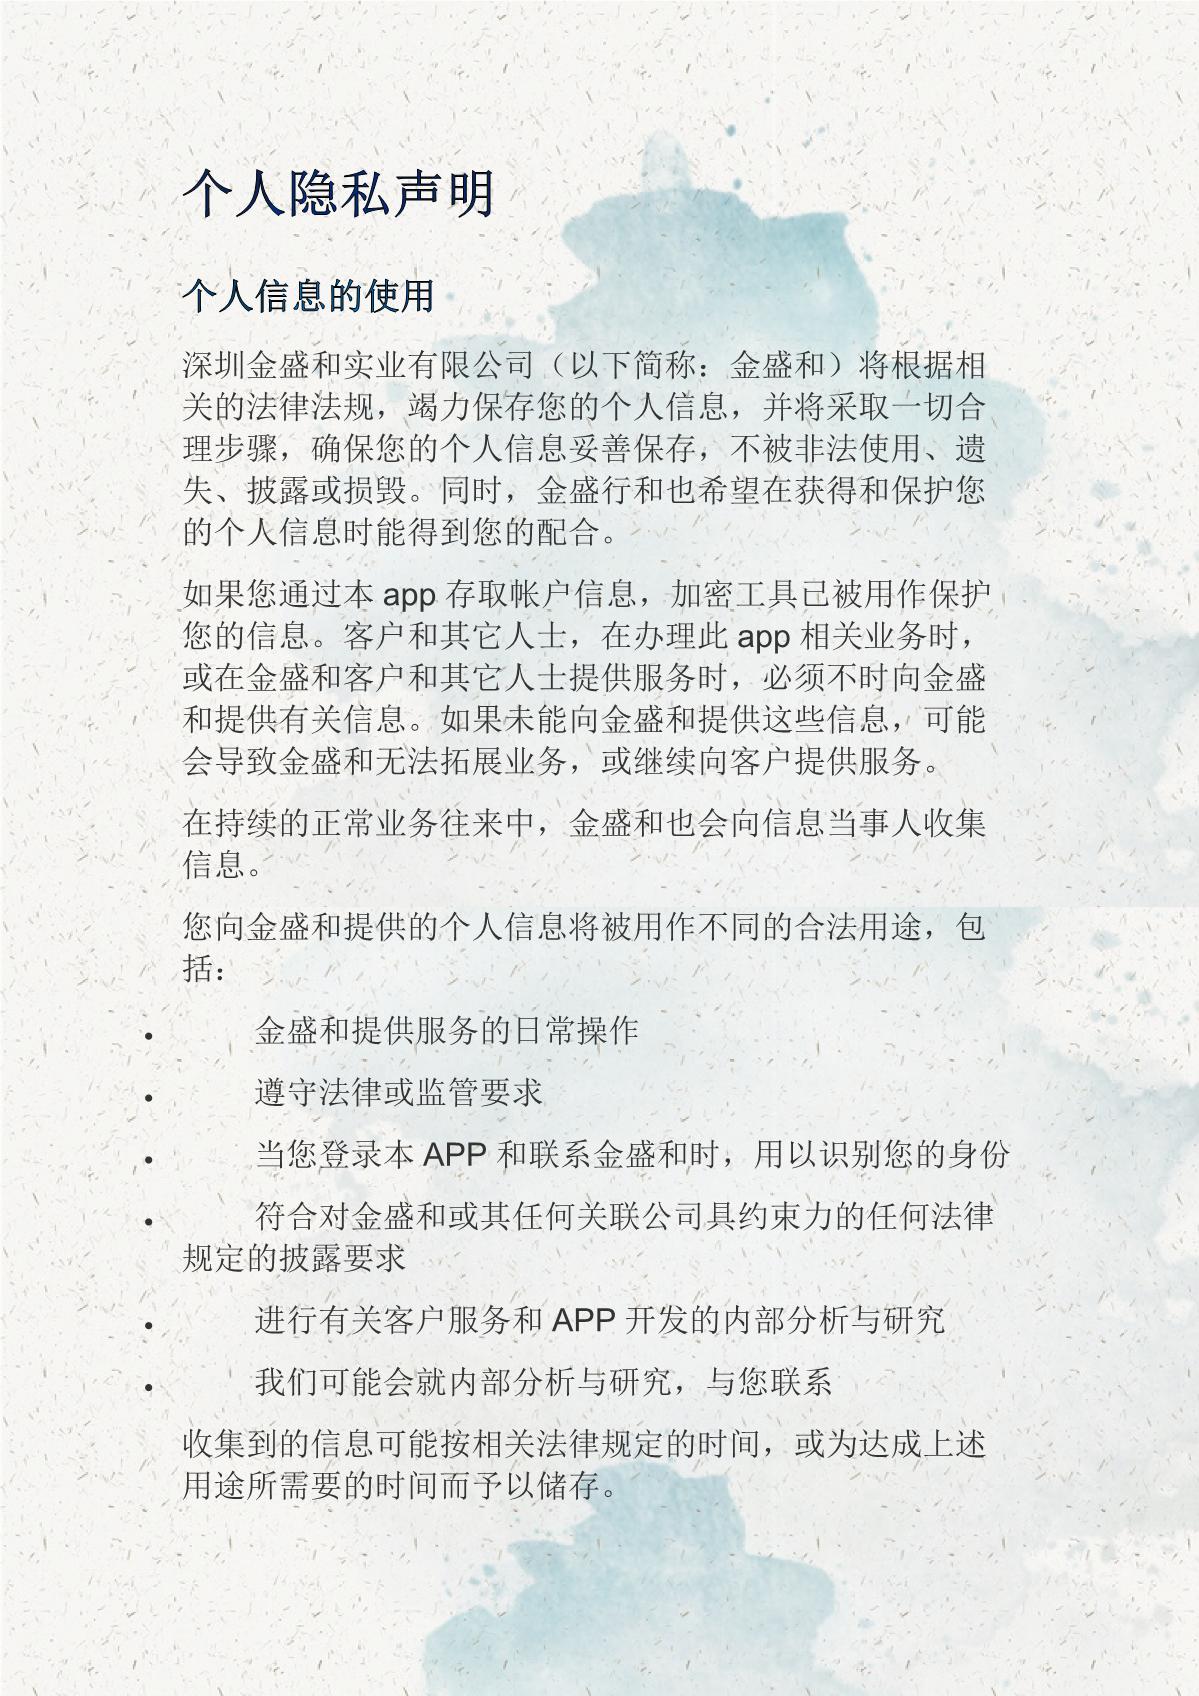 个人隐私声明
个人信息的使用
深圳金盛和实业有限公司（以下简称：金盛和）将根据相
关的法律法规，竭力保存您的个人信息，并将采取一切合
理步骤，确保您的个人信息妥善保存，不被非法使用、遗
失、披露或损毁。同时，金盛行和也希望在获得和保护您
的个人信息时能得到您的配合。
如果您通过本 app 存取帐户信息，加密工具已被用作保护
您的信息。客户和其它人士，在办理此 app 相关业务时，
或在金盛和客户和其它人士提供服务时，必须不时向金盛
和提供有关信息。如果未能向金盛和提供这些信息，可能
会导致金盛和无法拓展业务，或继续向客户提供服务。
在持续的正常业务往来中，金盛和也会向信息当事人收集
信息。
您向金盛和提供的个人信息将被用作不同的合法用途，包
括：
• 金盛和提供服务的日常操作
• 遵守法律或监管要求
• 当您登录本 APP 和联系金盛和时，用以识别您的身份
• 符合对金盛和或其任何关联公司具约束力的任何法律
规定的披露要求
• 进行有关客户服务和 APP 开发的内部分析与研究
• 我们可能会就内部分析与研究，与您联系
收集到的信息可能按相关法律规定的时间，或为达成上述
用途所需要的时间而予以储存。